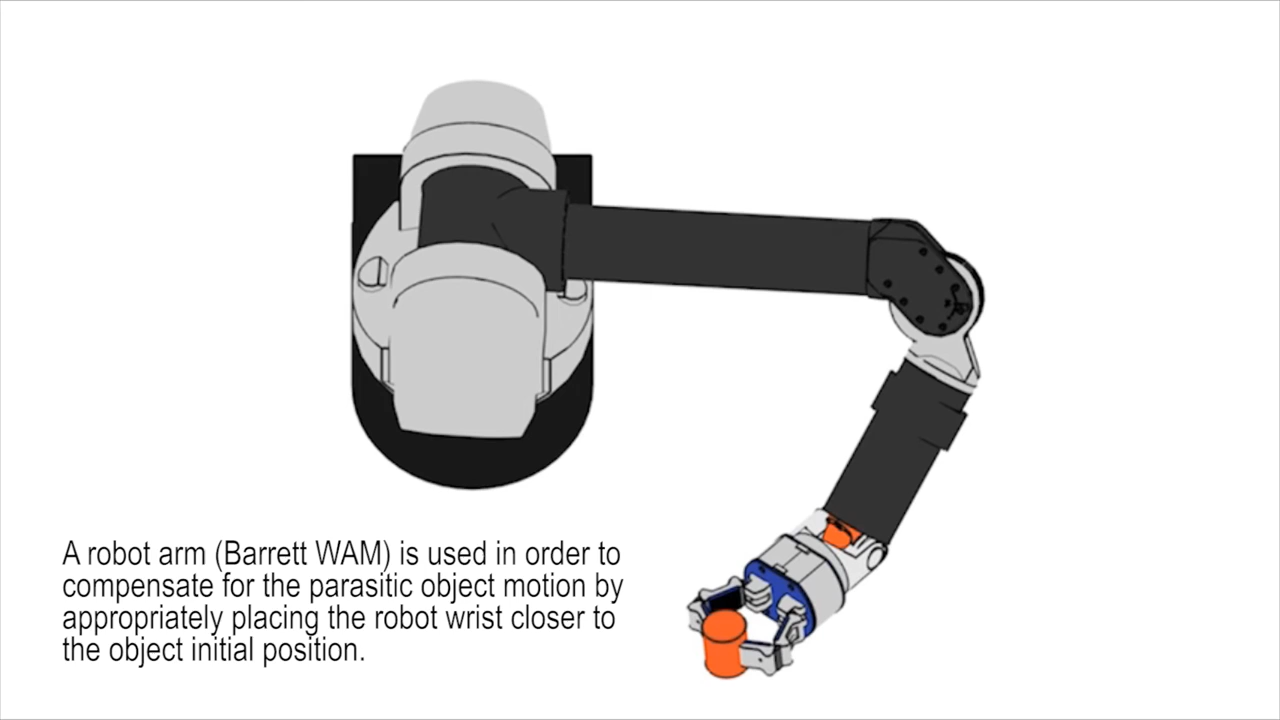 A robot arm (Barrett WAM) is used in order to
compensate for the parasitic object motion by
appropriately placing the robot wrist closer to
the object initial position.